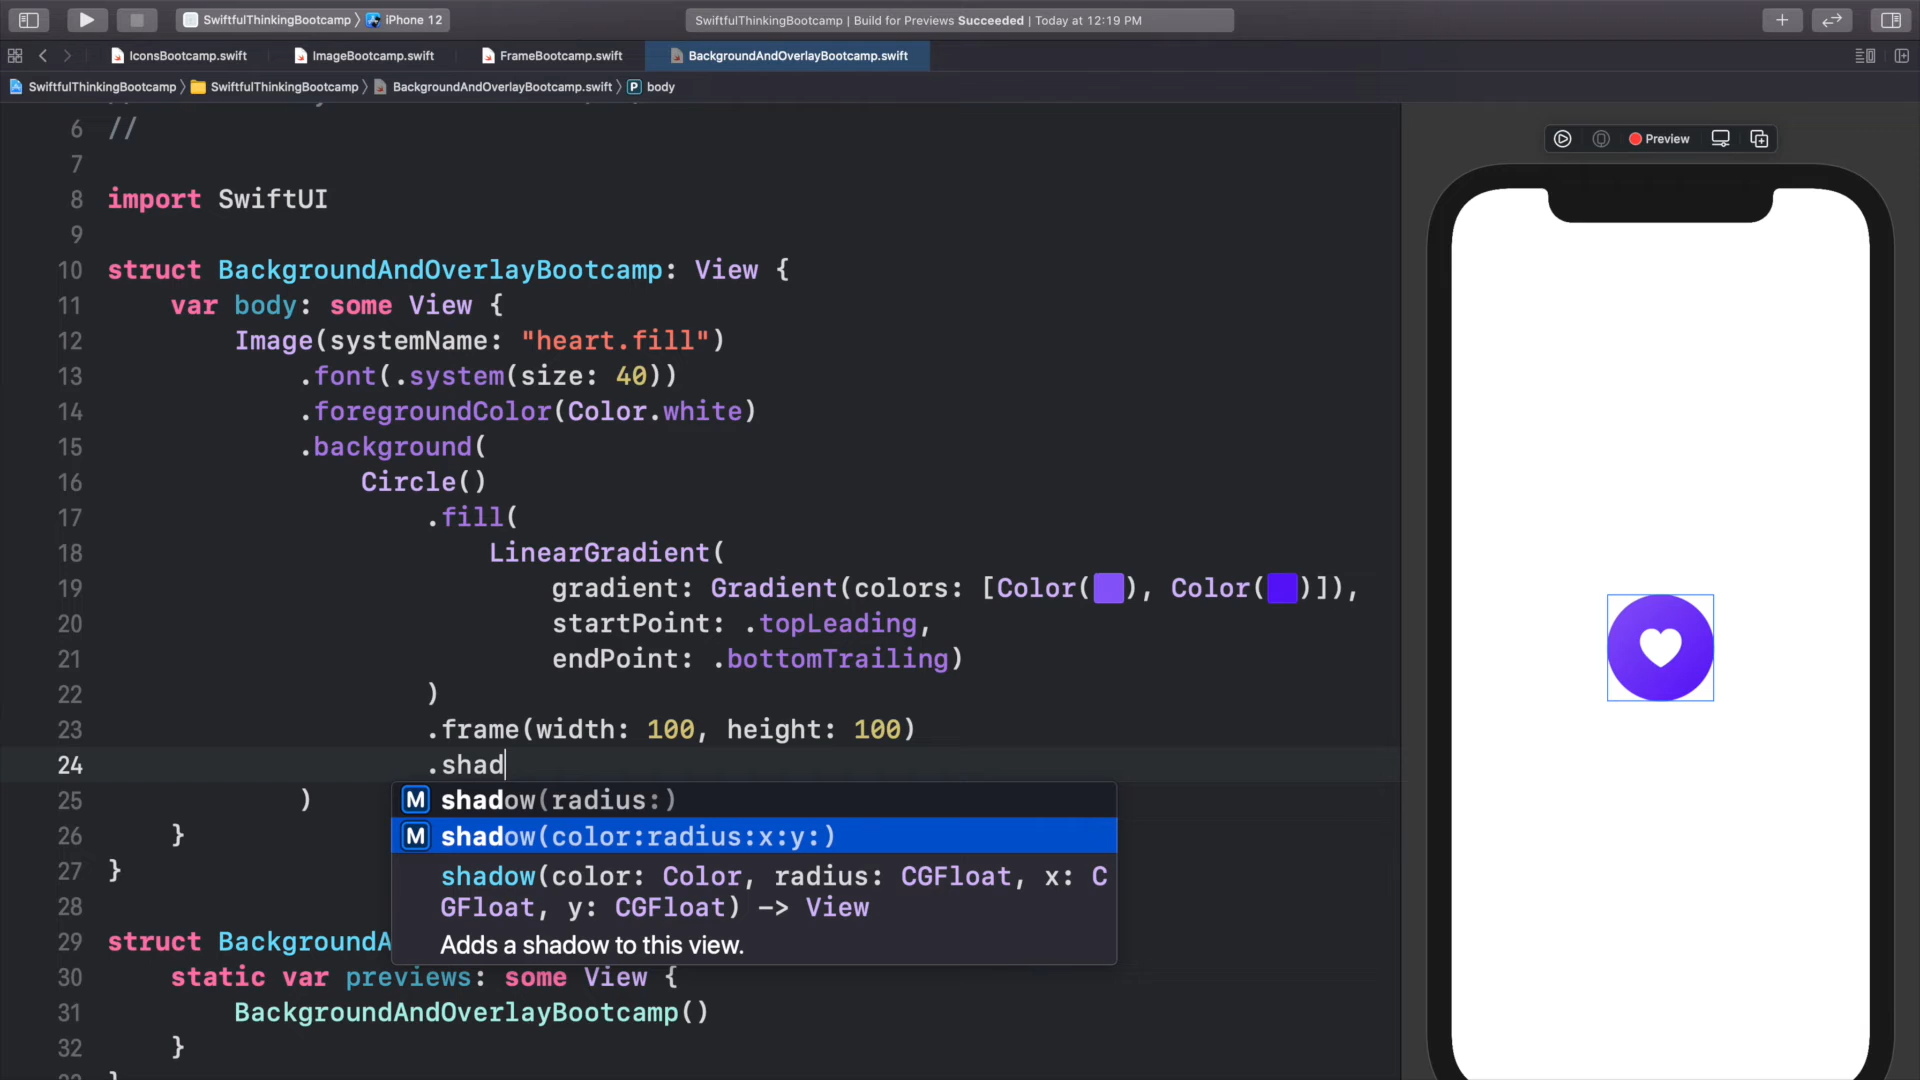 SwiftfulThinkingBootcamp 〉 iPhone 12
SwiftfulThinkingBootcamp | Build for Previews Succeeded | Today at 12:19 PM
IconsBootcamp.swift
ImageBootcamp.swift
FrameBootcamp.swift
BackgroundAndOverlayBootcamp.swift
SwiftfulThinkingBootcamp 〉 SwiftfulThinkingBootcamp 〉 BackgroundAndOverlayBootcamp.swift 〉 P body
Preview
6 //
7
8 import SwiftUI
9
10 struct BackgroundAndOverlayBootcamp: View {
11 var body: some View {
12 Image(systemName: "heart.fill")
13 .font(.system(size: 40))
14 .foregroundColor(Color.white)
15 .background(
16 Circle()
17 .fill(
18 LinearGradient(
19 gradient: Gradient(colors: [Color( ), Color( )]),
20 startPoint: .topLeading,
21 endPoint: .bottomTrailing)
22 )
23 .frame(width: 100, height: 100)
24 .shad
25 )
26 }
27 }
28
M shadow(radius:)
M shadow(color:radius:x:y:)
shadow(color: Color, radius: CGFloat, x: C
GFloat, y: CGFloat) -> View
Adds a shadow to this view.
29 struct BackgroundA
30 static var previews: some View {
31 BackgroundAndOverlayBootcamp()
32 }